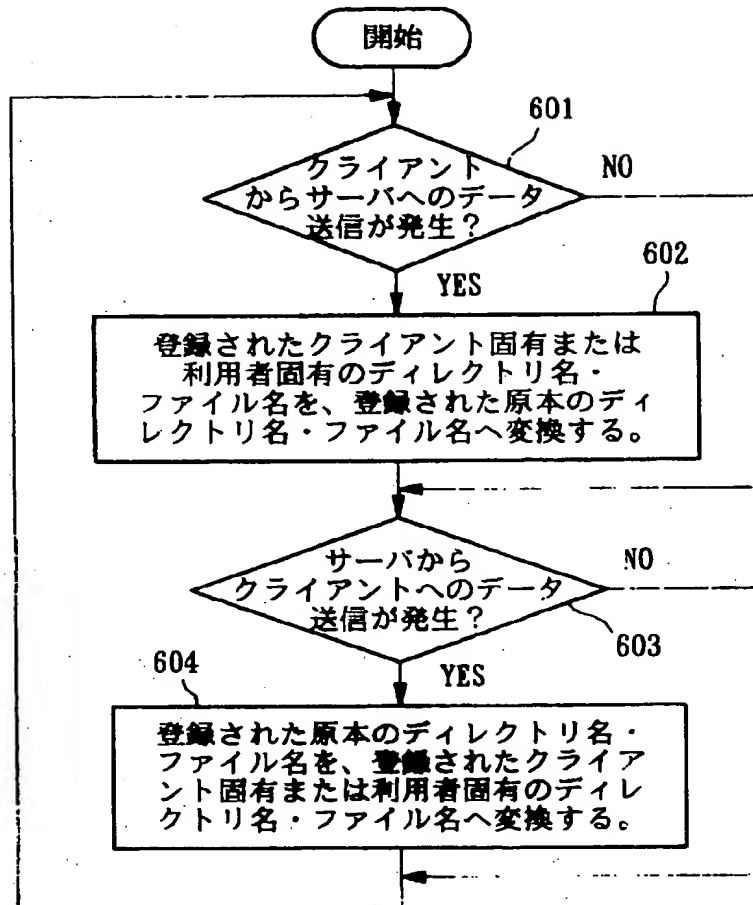 開始
601
クライアント
からサーバへのデータ
送信が発生？
NO
YES
602
登録されたクライアント固有または
利用者固有のディレクトリ名・
ファイル名を、登録された原本のディ
レクトリ名・ファイル名へ変換する。
サーバから
クライアントへのデータ
送信が発生？
NO
603
YES
604
登録された原本のディレクトリ名・
ファイル名を、登録されたクライア
ント固有または利用者固有のディレ
クトリ名・ファイル名へ変換する。